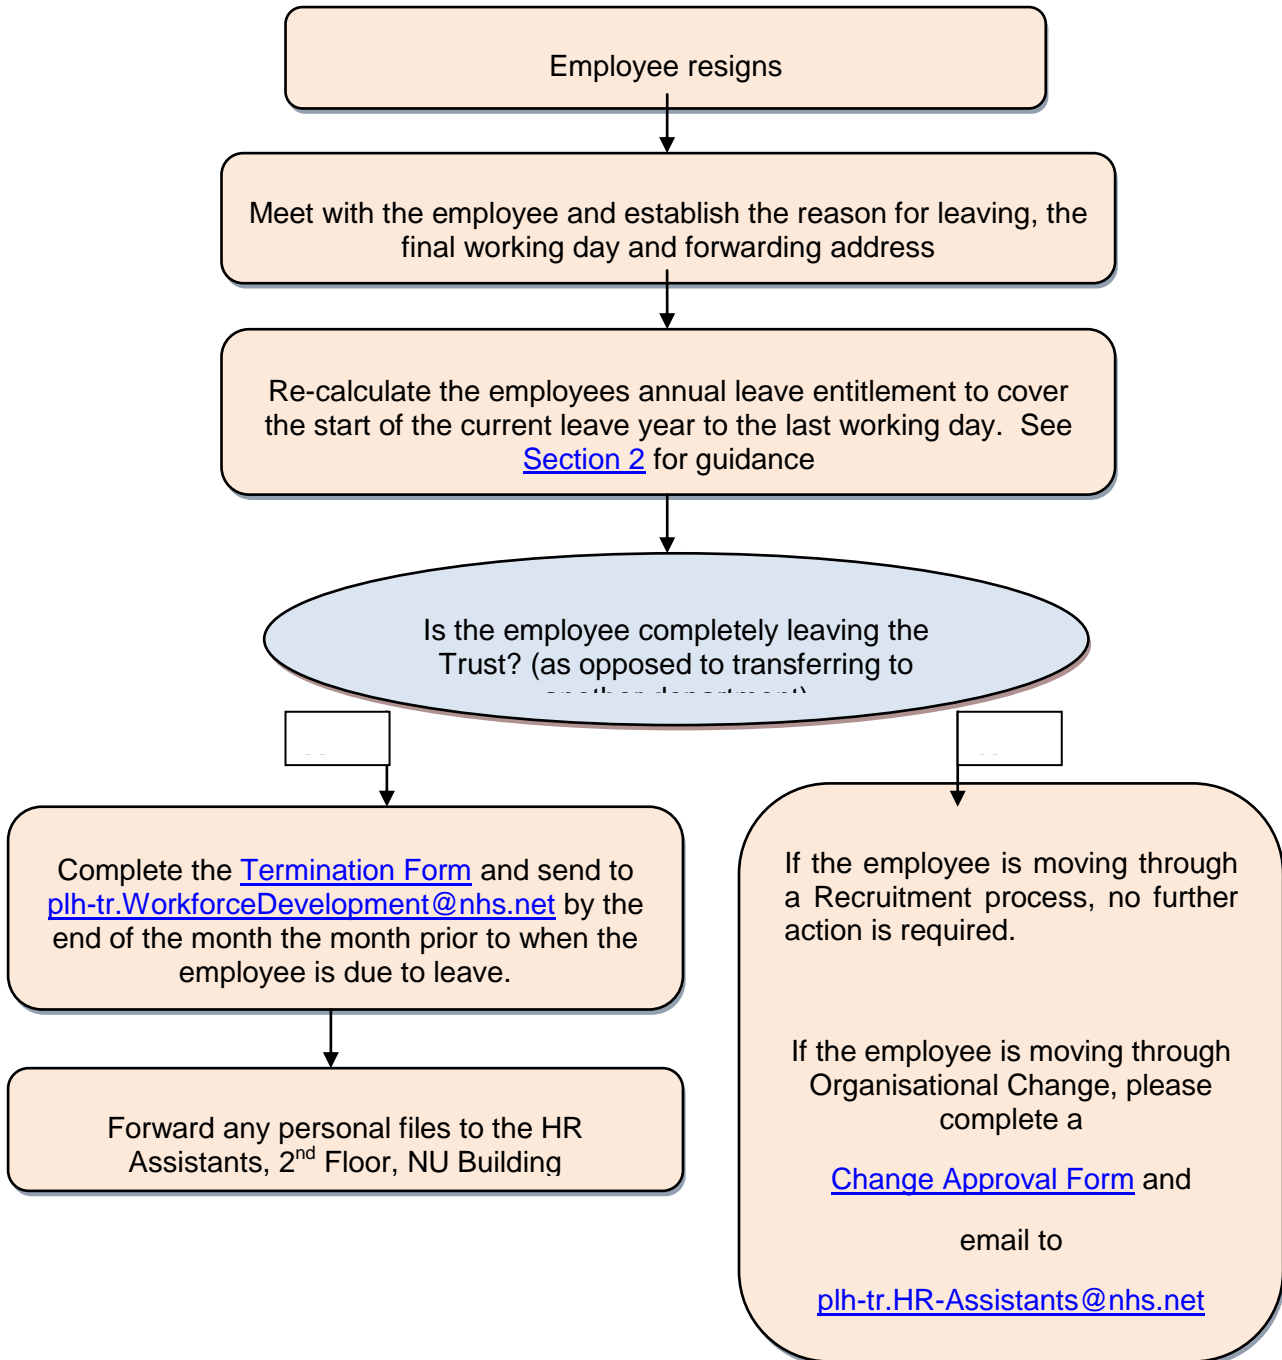 Employee resigns
Meet with the employee and establish the reason for leaving, the
final working day and forwarding address
Re-calculate the employees annual leave entitlement to cover
the start of the current leave year to the last working day.  See
Section 2 for guidance
Is the employee completely leaving the
Trust? (as opposed to transferring to
another department)
Complete the Termination Form and send to
plh-tr.WorkforceDevelopment@nhs.net by the
end of the month the month prior to when the
employee is due to leave.
Forward any personal files to the HR
Assistants, 2nd Floor, NU Building
If the employee is moving through
a Recruitment process, no further
action is required.
If the employee is moving through
Organisational Change, please
complete a
Change Approval Form and
email to
plh-tr.HR-Assistants@nhs.net